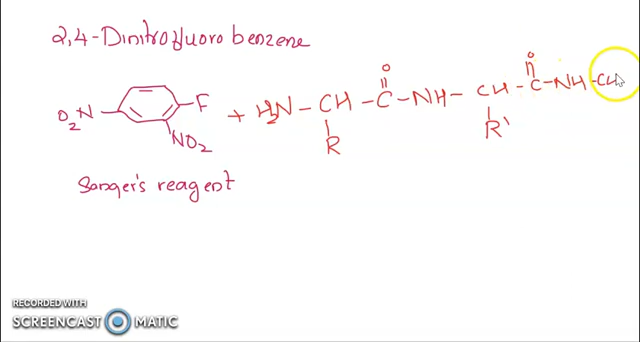 2,4-Dinitrofluorobenzene
O O
O2N F + H2N - CH - C - NH - CH - C - NH - CH
NO2 R R'
Sanger's reagent
RECORDED WITH
SCREENCAST MATIC